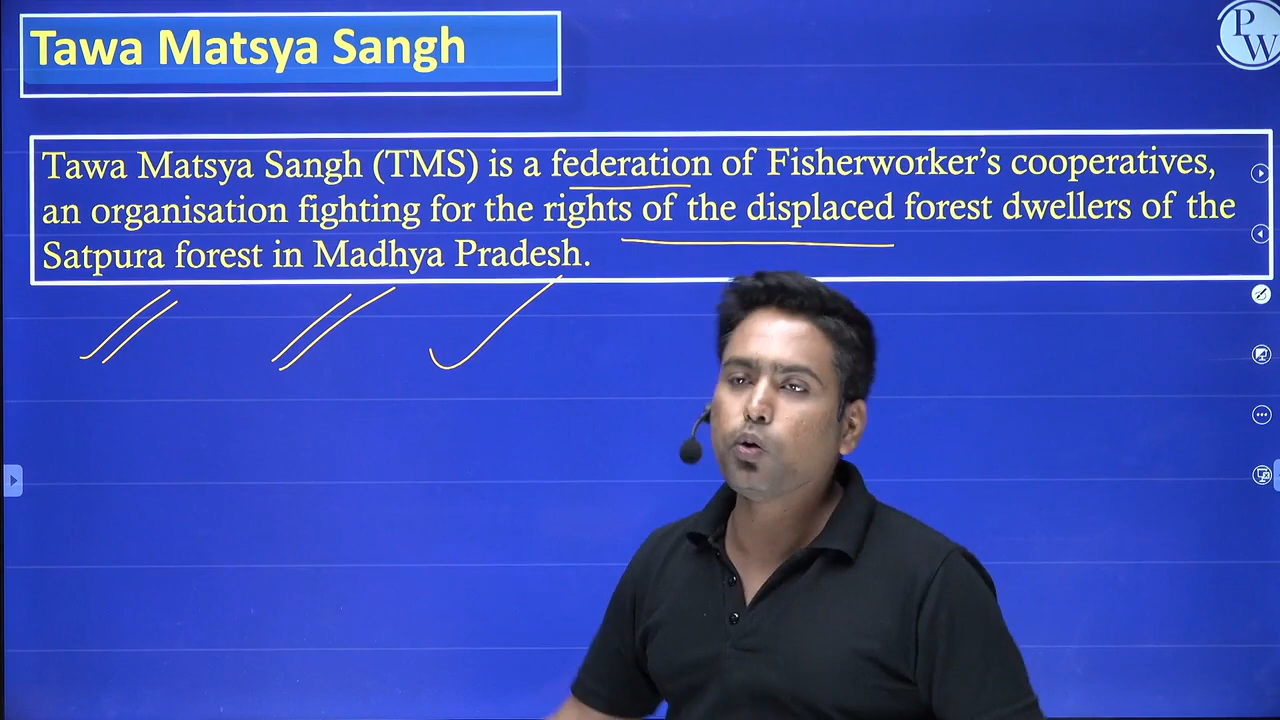 Tawa Matsya Sangh
PW
Tawa Matsya Sangh (TMS) is a federation of Fisherworker's cooperatives,
an organisation fighting for the rights of the displaced forest dwellers of the
Satpura forest in Madhya Pradesh.